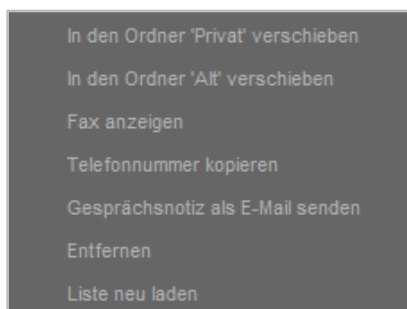 In den Ordner 'Privat' verschieben
In den Ordner 'Alt' verschieben
Fax anzeigen
Telefonnummer kopieren
Gesprächsnotiz als E-Mail senden
Entfernen
Liste neu laden